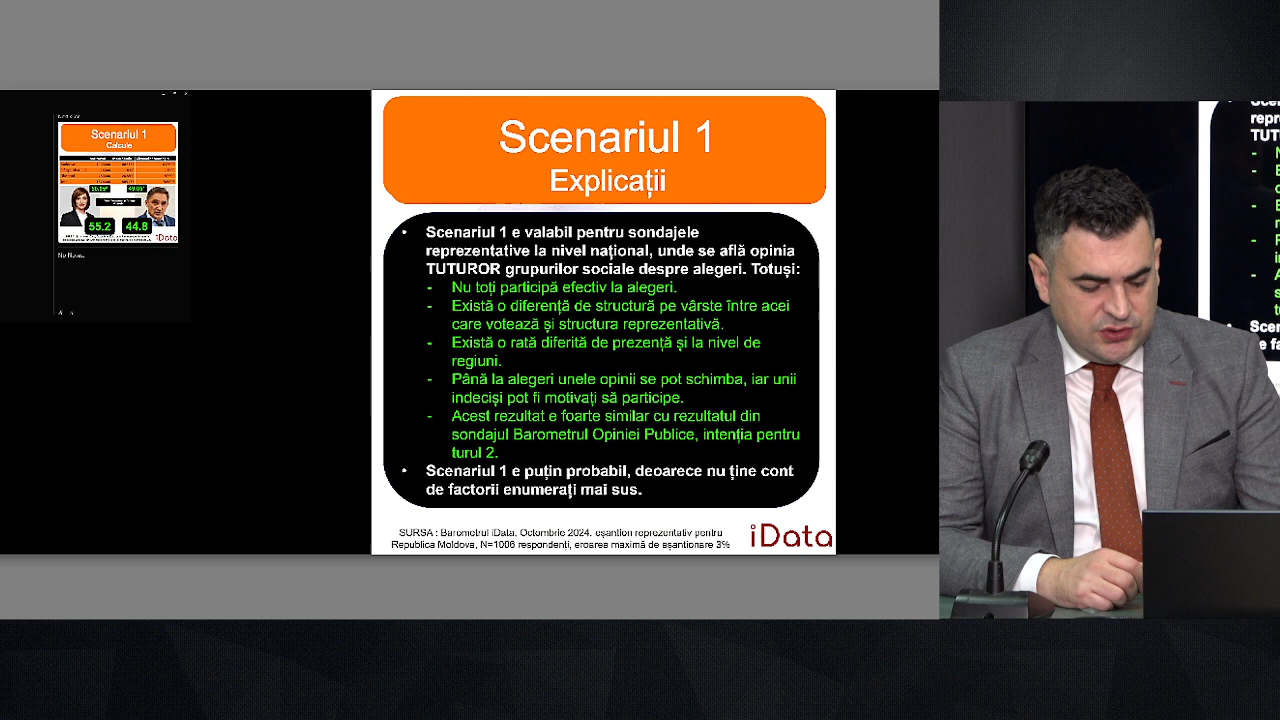 Scenariul 1
Explicații
• Scenariul 1 e valabil pentru sondajele
reprezentative la nivel național, unde se află opinia
TUTUROR grupurilor sociale despre alegeri. Totuși:
- Nu toți participă efectiv la alegeri.
- Există o diferență de structură pe vârste între acei
care votează și structura reprezentativă.
- Există o rată diferită de prezență și la nivel de
regiuni.
- Până la alegeri unele opinii se pot schimba, iar unii
indeciși pot fi motivați să participe.
- Acest rezultat e foarte similar cu rezultatul din
sondajul Barometrul Opiniei Publice, intenția pentru
turul 2.
• Scenariul 1 e puțin probabil, deoarece nu ține cont
de factorii enumerați mai sus.
SURSA : Barometrul iData, Octombrie 2024, eșantion reprezentativ pentru
Republica Moldova, N=1006 respondenți, eroarea maximă de eșantionare 3%
iData
Scenariul 1
Calcule
55.2
44.8
iData
No Notes.
repre
TUTU